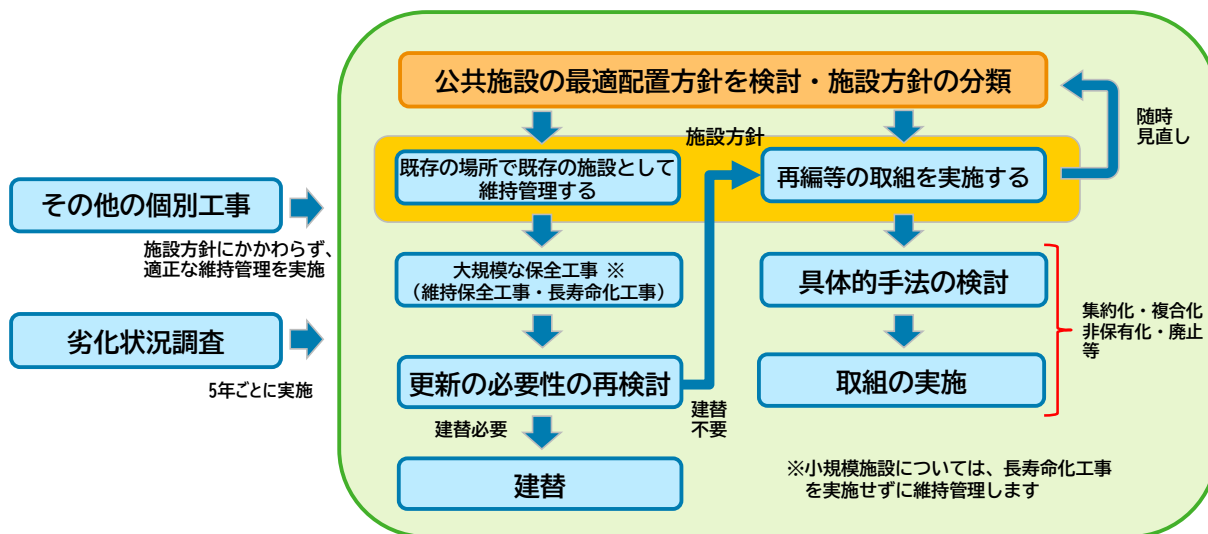 公共施設の最適配置方針を検討・施設方針の分類
随時
見直し
施設方針
既存の場所で既存の施設として
維持管理する
再編等の取組を実施する
その他の個別工事
施設方針にかかわらず、
適正な維持管理を実施
大規模な保全工事 ※
（維持保全工事・長寿命化工事）
具体的手法の検討
集約化・複合化
非保有化・廃止
等
劣化状況調査
5年ごとに実施
更新の必要性の再検討
取組の実施
建替必要
建替
不要
建替
※小規模施設については、長寿命化工事
を実施せずに維持管理します